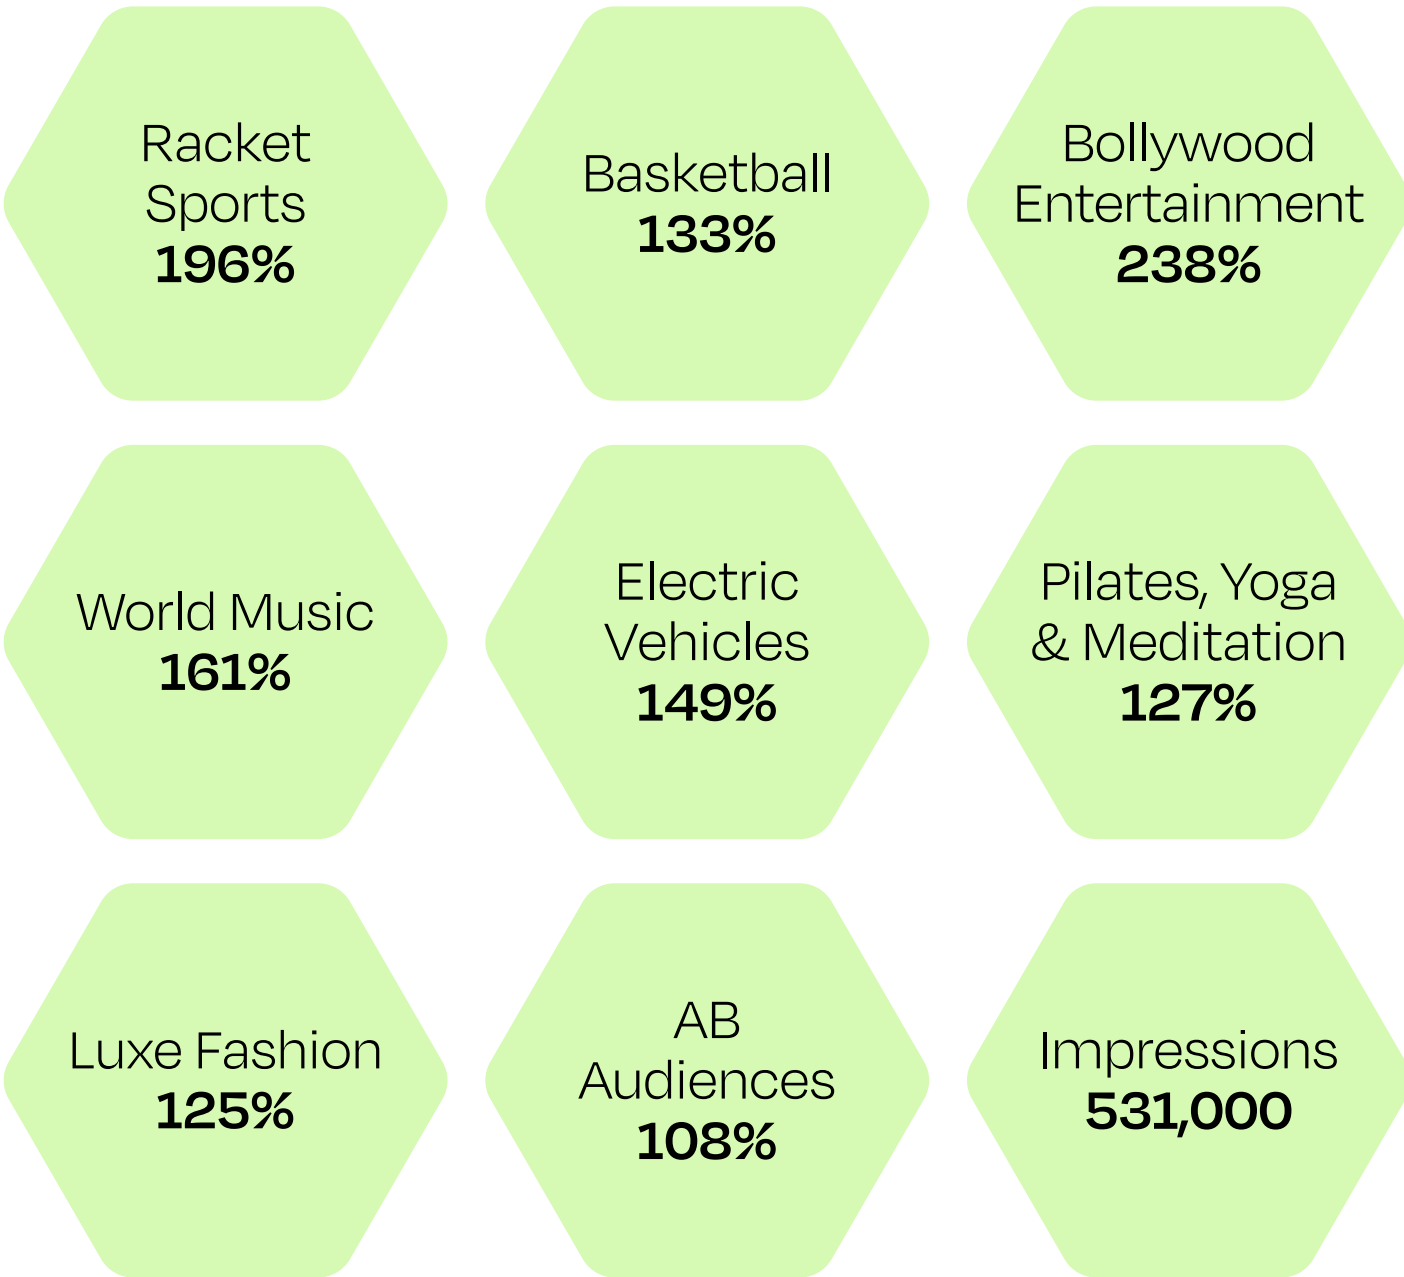 Racket
Sports
196%
Basketball
133%
Bollywood
Entertainment
238%
World Music
161%
Electric
Vehicles
149%
Pilates, Yoga
& Meditation
127%
Luxe Fashion
125%
AB
Audiences
108%
Impressions
531,000